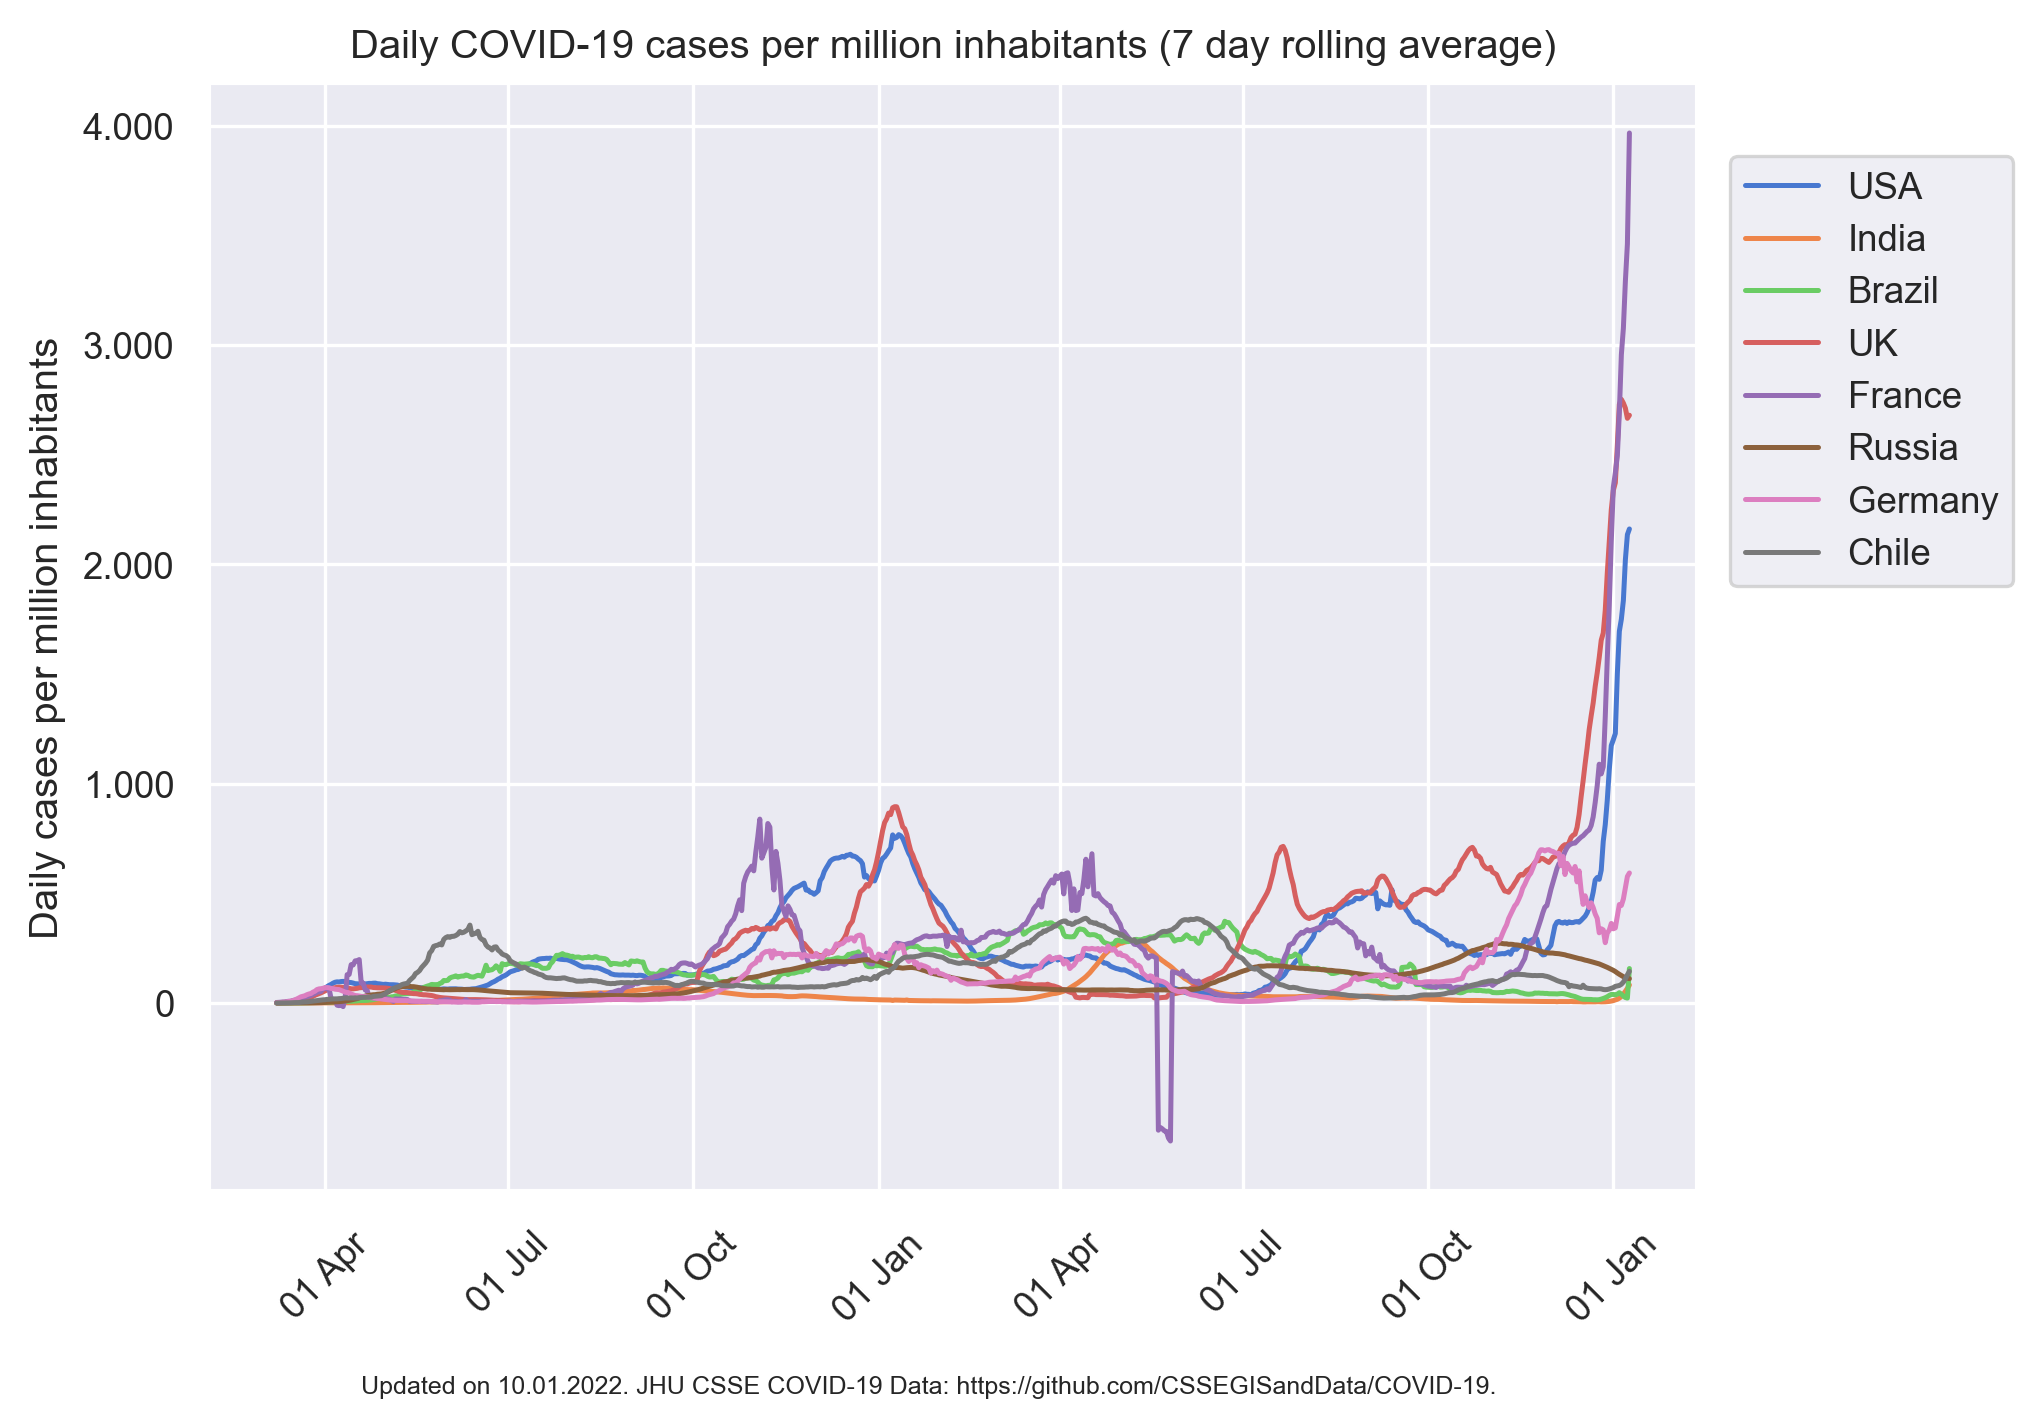 Daily COVID-19 cases per million inhabitants (7 day rolling average)
Daily cases per million inhabitants
4.000
3.000
2.000
1.000
0
USA
India
Brazil
UK
France
Russia
Germany
Chile
01 Apr
01 Jul
01 Oct
01 Jan
01 Apr
01 Jul
01 Oct
01 Jan
Updated on 10.01.2022. JHU CSSE COVID-19 Data: https://github.com/CSSEGISandData/COVID-19.